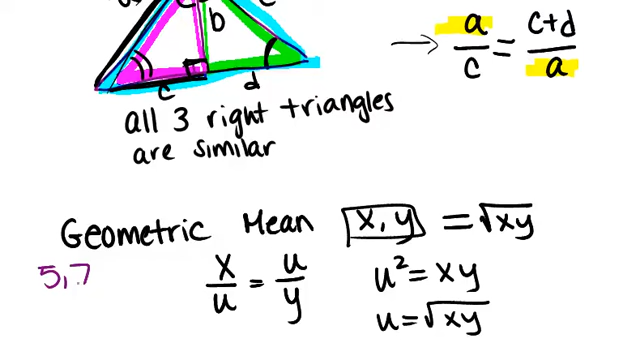 b
c
d
a/c = c+d/a
all 3 right triangles
are similar
Geometric Mean x, y = √xy
5,7
x/u = u/y
u² = xy
u = √xy